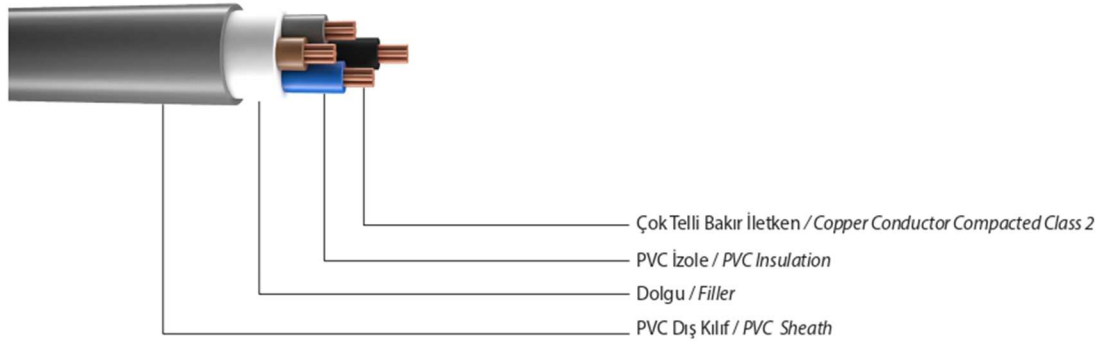 Çok Telli Bakır İletken / Copper Conductor Compacted Class 2
PVC İzole / PVC Insulation
Dolgu / Filler
PVC Dış Kılıf / PVC Sheath